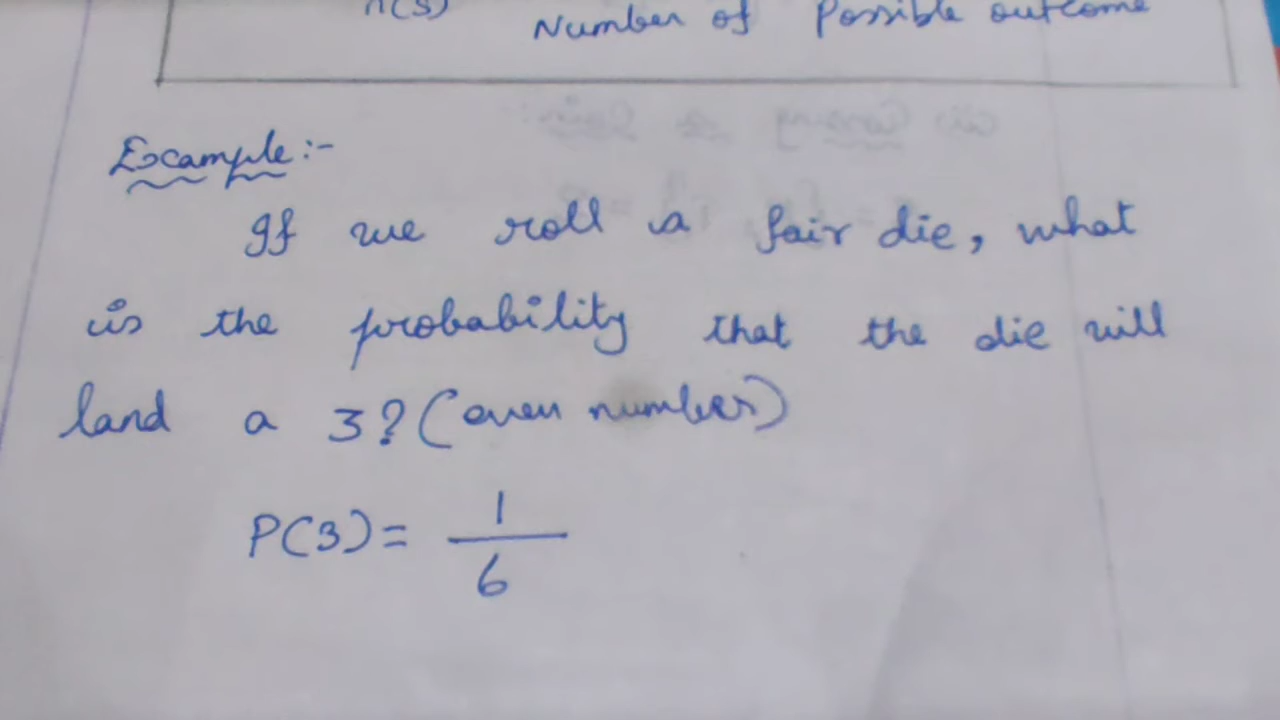 n(S) Number of Possible outcome
Example:-
If we roll a fair die, what
is the probability that the die will
land a 3? (even number)
P(3) = 1
6